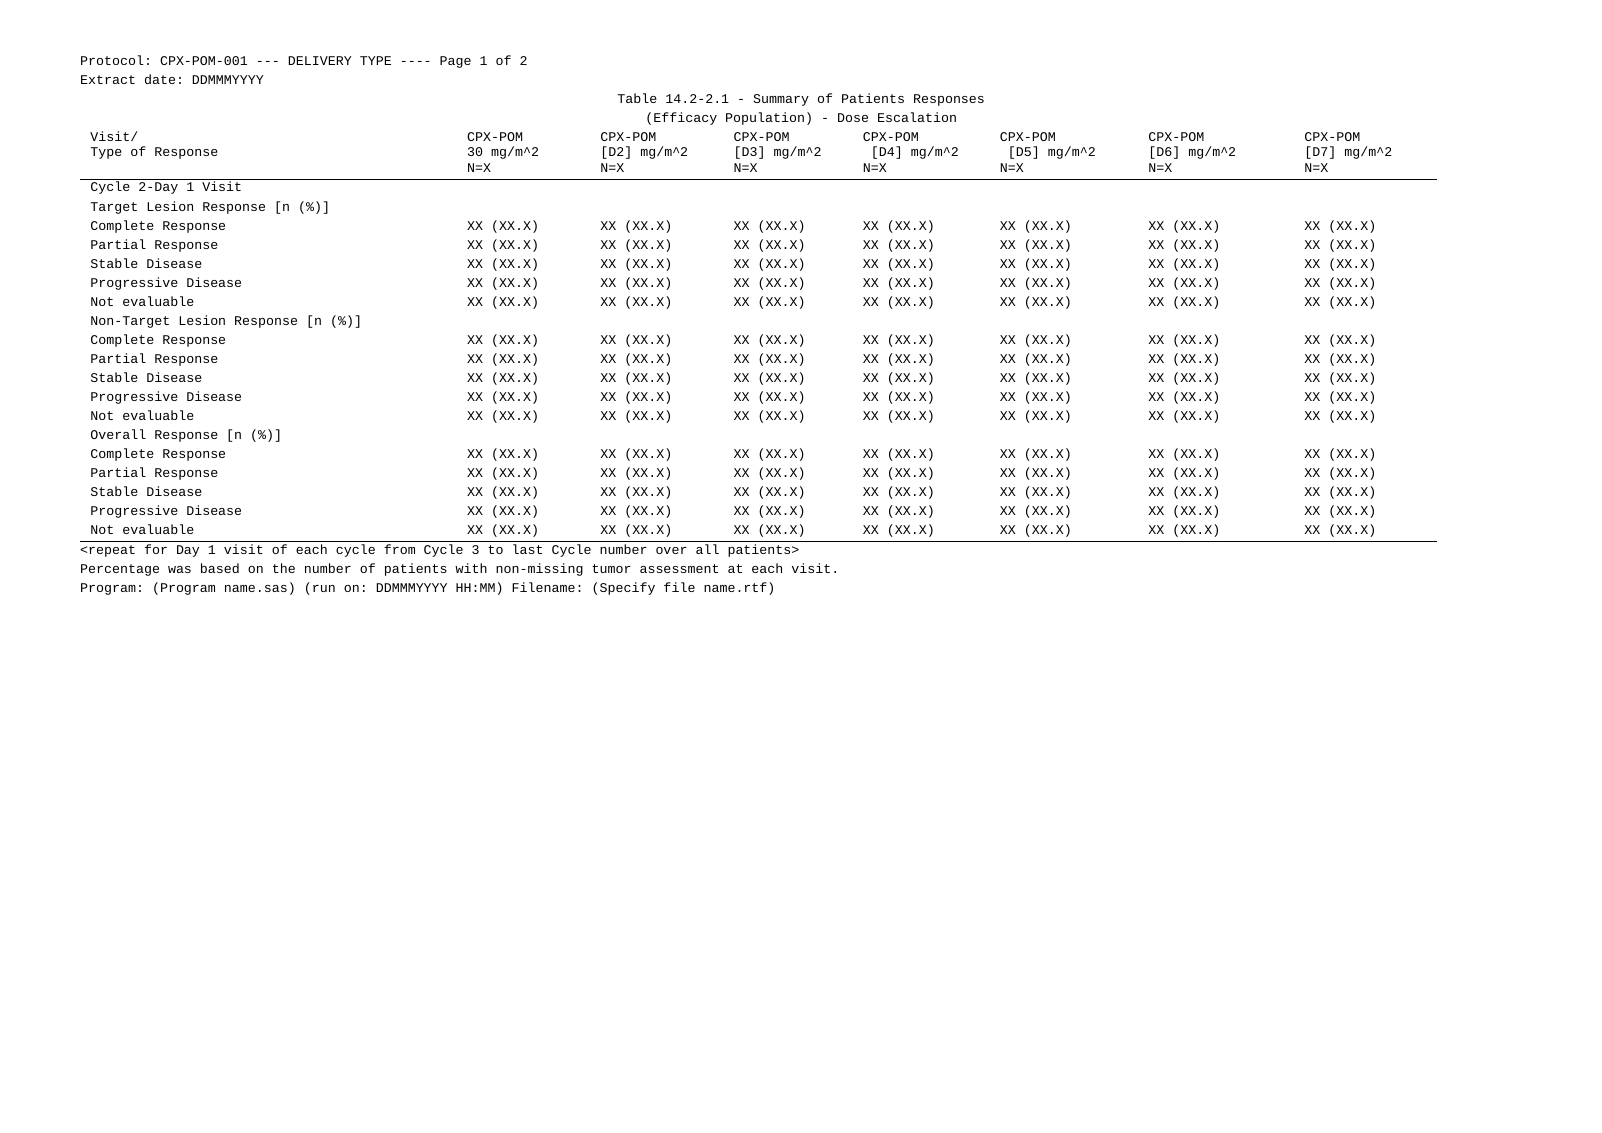 Protocol: CPX-POM-001 --- DELIVERY TYPE ---- Page 1 of 2
Extract date: DDMMMYYYY
Table 14.2-2.1 - Summary of Patients Responses
(Efficacy Population) - Dose Escalation
Visit/ CPX-POM CPX-POM CPX-POM CPX-POM CPX-POM CPX-POM CPX-POM
Type of Response 30 mg/m^2 [D2] mg/m^2 [D3] mg/m^2 [D4] mg/m^2 [D5] mg/m^2 [D6] mg/m^2 [D7] mg/m^2
N=X N=X N=X N=X N=X N=X N=X
Cycle 2-Day 1 Visit
Target Lesion Response [n (%)]
Complete Response XX (XX.X) XX (XX.X) XX (XX.X) XX (XX.X) XX (XX.X) XX (XX.X) XX (XX.X)
Partial Response XX (XX.X) XX (XX.X) XX (XX.X) XX (XX.X) XX (XX.X) XX (XX.X) XX (XX.X)
Stable Disease XX (XX.X) XX (XX.X) XX (XX.X) XX (XX.X) XX (XX.X) XX (XX.X) XX (XX.X)
Progressive Disease XX (XX.X) XX (XX.X) XX (XX.X) XX (XX.X) XX (XX.X) XX (XX.X) XX (XX.X)
Not evaluable XX (XX.X) XX (XX.X) XX (XX.X) XX (XX.X) XX (XX.X) XX (XX.X) XX (XX.X)
Non-Target Lesion Response [n (%)]
Complete Response XX (XX.X) XX (XX.X) XX (XX.X) XX (XX.X) XX (XX.X) XX (XX.X) XX (XX.X)
Partial Response XX (XX.X) XX (XX.X) XX (XX.X) XX (XX.X) XX (XX.X) XX (XX.X) XX (XX.X)
Stable Disease XX (XX.X) XX (XX.X) XX (XX.X) XX (XX.X) XX (XX.X) XX (XX.X) XX (XX.X)
Progressive Disease XX (XX.X) XX (XX.X) XX (XX.X) XX (XX.X) XX (XX.X) XX (XX.X) XX (XX.X)
Not evaluable XX (XX.X) XX (XX.X) XX (XX.X) XX (XX.X) XX (XX.X) XX (XX.X) XX (XX.X)
Overall Response [n (%)]
Complete Response XX (XX.X) XX (XX.X) XX (XX.X) XX (XX.X) XX (XX.X) XX (XX.X) XX (XX.X)
Partial Response XX (XX.X) XX (XX.X) XX (XX.X) XX (XX.X) XX (XX.X) XX (XX.X) XX (XX.X)
Stable Disease XX (XX.X) XX (XX.X) XX (XX.X) XX (XX.X) XX (XX.X) XX (XX.X) XX (XX.X)
Progressive Disease XX (XX.X) XX (XX.X) XX (XX.X) XX (XX.X) XX (XX.X) XX (XX.X) XX (XX.X)
Not evaluable XX (XX.X) XX (XX.X) XX (XX.X) XX (XX.X) XX (XX.X) XX (XX.X) XX (XX.X)
<repeat for Day 1 visit of each cycle from Cycle 3 to last Cycle number over all patients>
Percentage was based on the number of patients with non-missing tumor assessment at each visit.
Program: (Program name.sas) (run on: DDMMMYYYY HH:MM) Filename: (Specify file name.rtf)